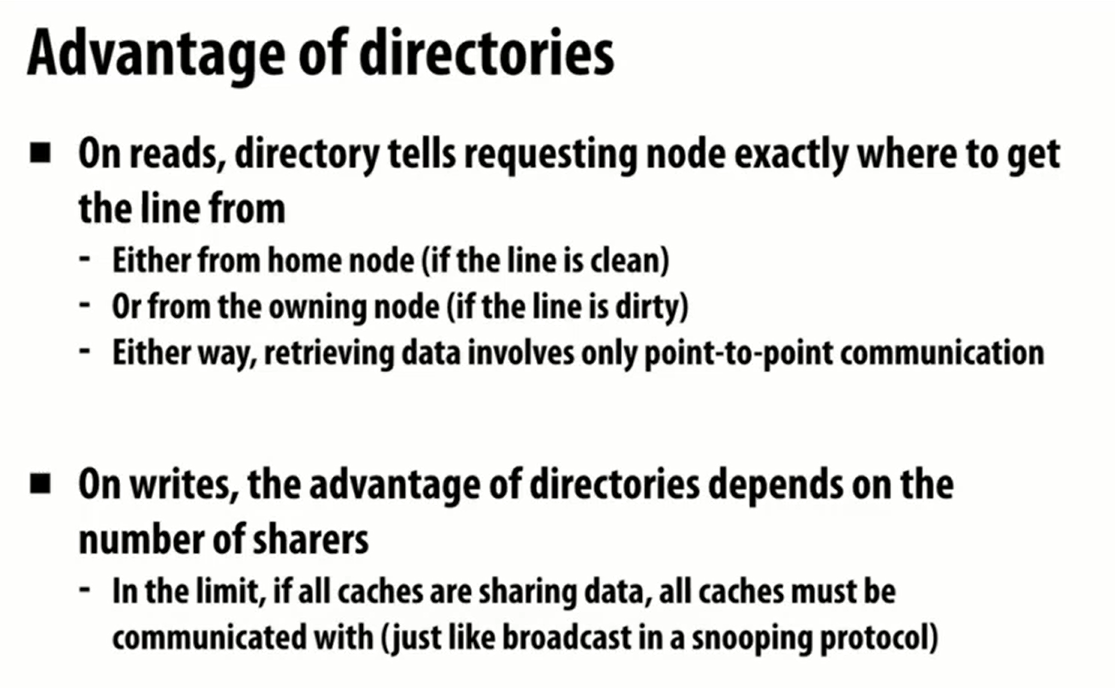 Advantage of directories
■ On reads, directory tells requesting node exactly where to get
the line from
- Either from home node (if the line is clean)
- Or from the owning node (if the line is dirty)
- Either way, retrieving data involves only point-to-point communication
■ On writes, the advantage of directories depends on the
number of sharers
- In the limit, if all caches are sharing data, all caches must be
communicated with (just like broadcast in a snooping protocol)